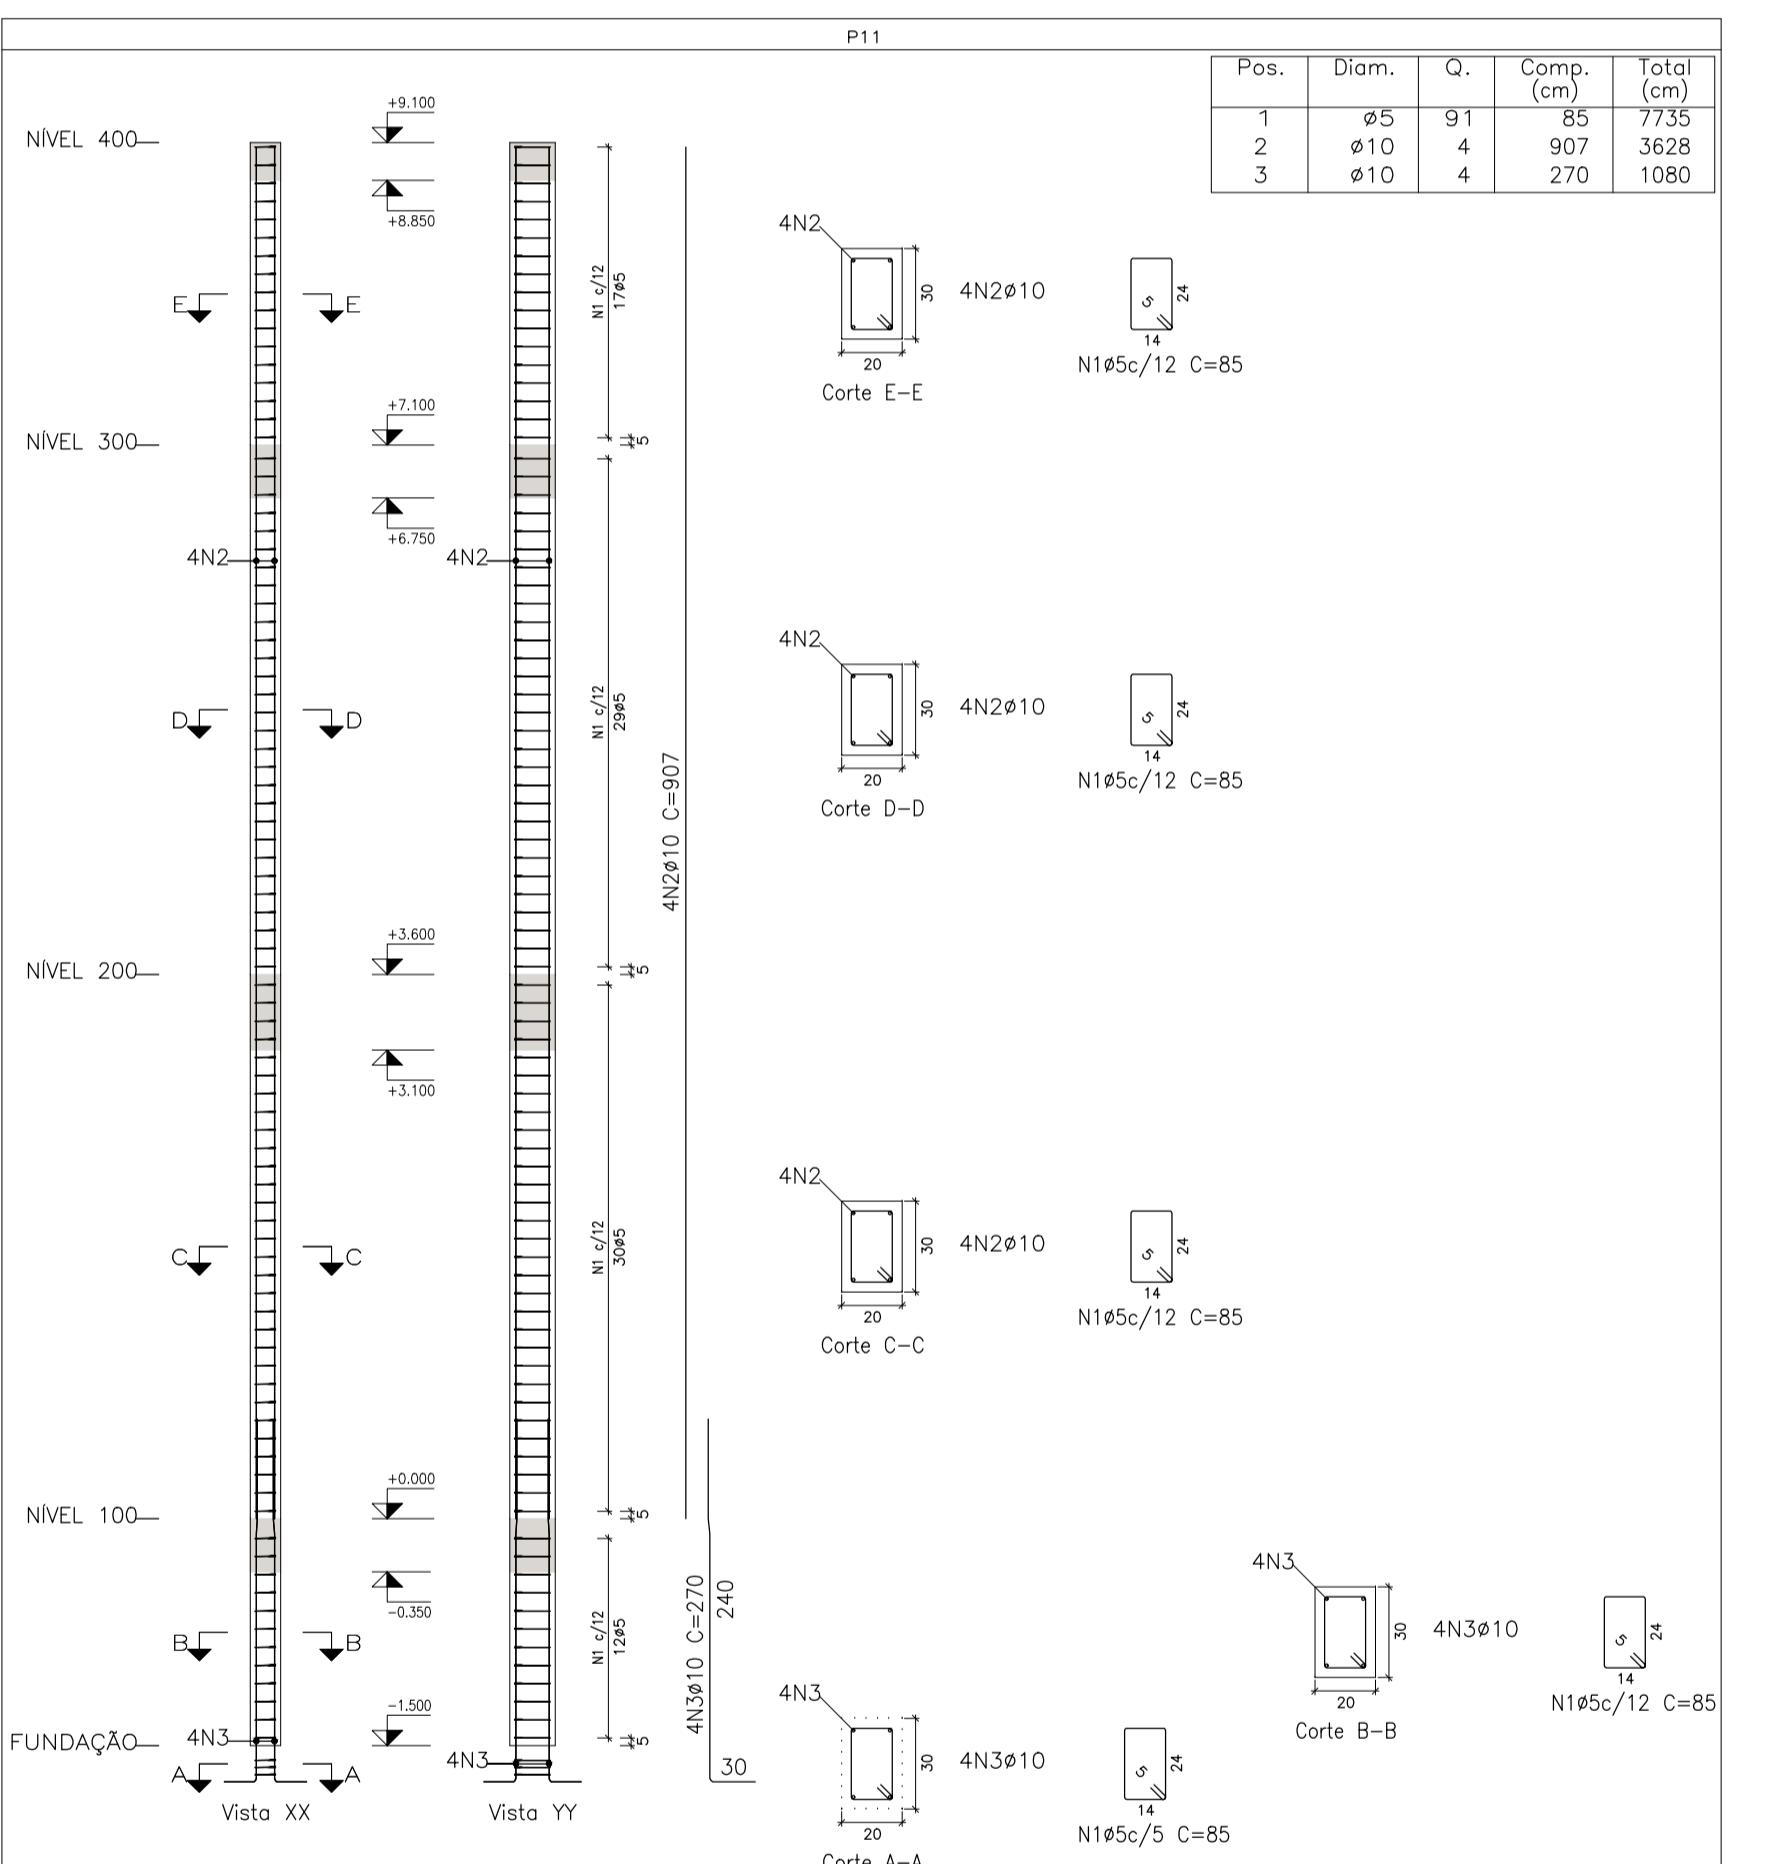 P11
Pos. Diam. Q. Comp. (cm) Total (cm)
1 ø5 91 85 7735
2 ø10 4 907 3628
3 ø10 4 270 1080
NÍVEL 400
+9.100
+8.850
E E
N1 c/12
17ø5
4N2
30
20
4N2ø10
Corte E-E
5
24
14
N1ø5c/12 C=85
NÍVEL 300
+7.100
5
+6.750
4N2
4N2
D D
N1 c/12
29ø5
4N2ø10 C=907
4N2
30
20
4N2ø10
Corte D-D
5
24
14
N1ø5c/12 C=85
NÍVEL 200
+3.600
5
+3.100
C C
N1 c/12
30ø5
4N2
30
20
4N2ø10
Corte C-C
5
24
14
N1ø5c/12 C=85
NÍVEL 100
+0.000
5
-0.350
B B
N1 c/12
12ø5
4N3ø10 C=270
240
30
4N3
30
20
4N3ø10
Corte B-B
5
24
14
N1ø5c/12 C=85
FUNDAÇÃO
-1.500
5
4N3
4N3
A A
4N3
30
20
4N3ø10
Corte A-A
5
24
14
N1ø5c/5 C=85
Vista XX
Vista YY